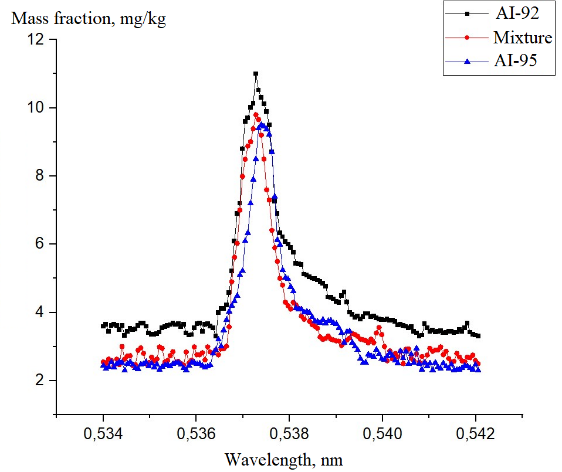 Mass fraction, mg/kg
AI-92
Mixture
AI-95
12
10
8
6
4
2
0,534 0,536 0,538 0,540 0,542
Wavelength, nm